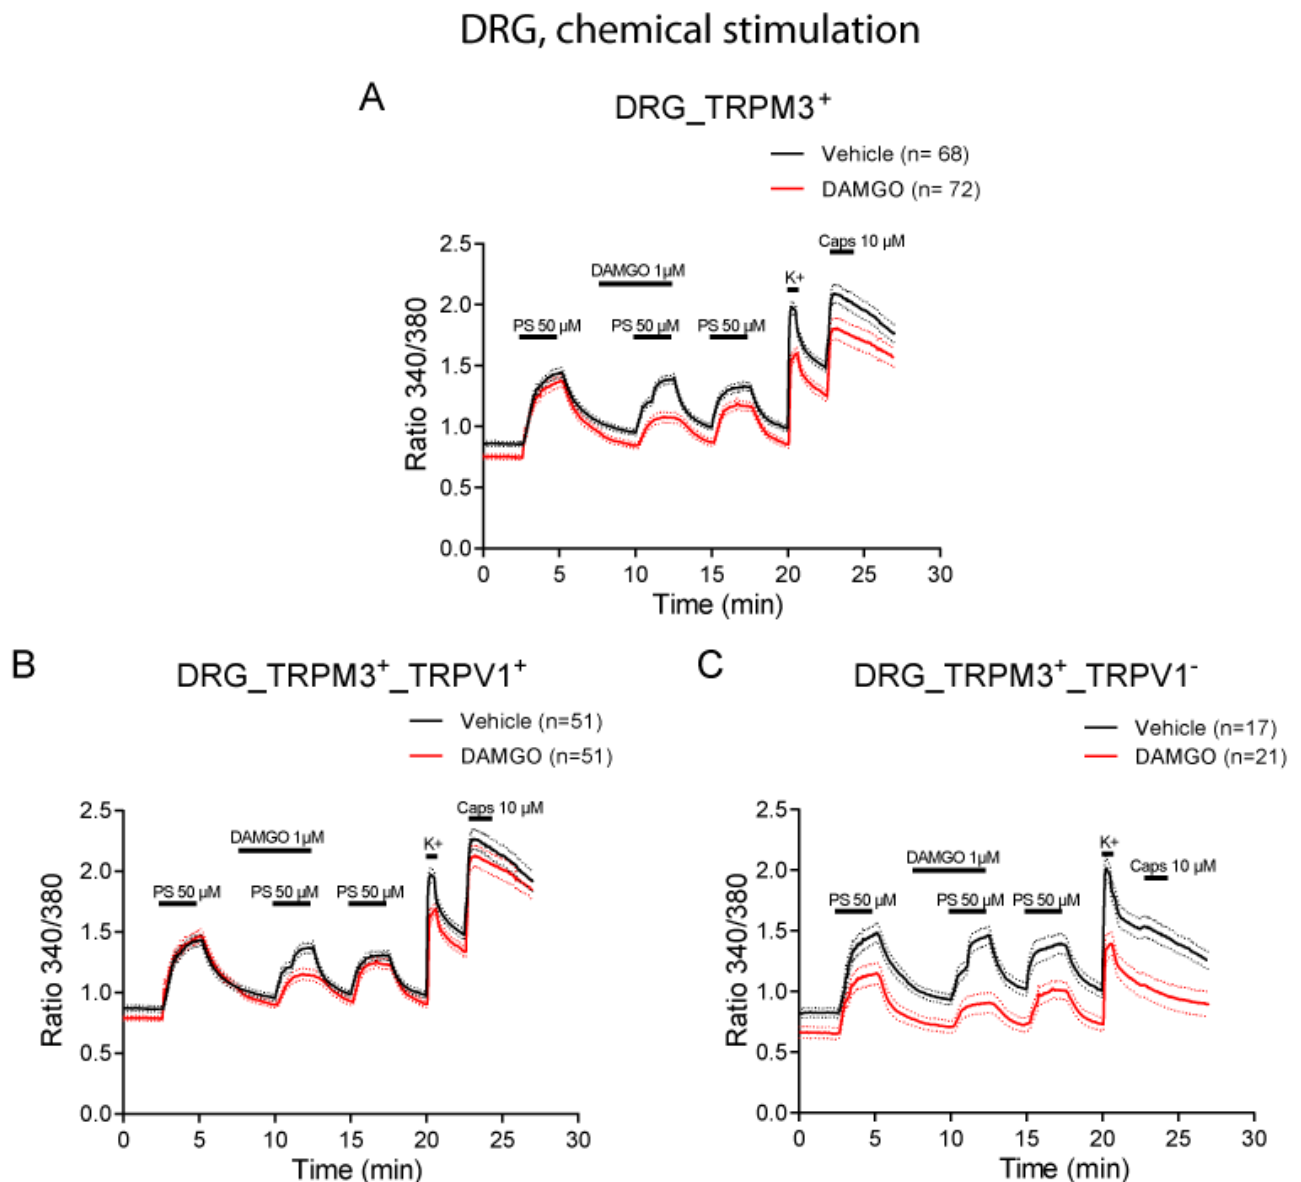 DRG, chemical stimulation
A
DRG_TRPM3+
Vehicle (n= 68)
DAMGO (n= 72)
Ratio 340/380
2.5
2.0
1.5
1.0
0.5
0.0
Caps 10 µM
DAMGO 1µM
K+
PS 50 µM
PS 50 µM
PS 50 µM
0 5 10 15 20 25 30
Time (min)
B
DRG_TRPM3+_TRPV1+
Vehicle (n=51)
DAMGO (n=51)
Ratio 340/380
2.5
2.0
1.5
1.0
0.5
0.0
Caps 10 µM
DAMGO 1µM
K+
PS 50 µM
PS 50 µM
PS 50 µM
0 5 10 15 20 25 30
Time (min)
C
DRG_TRPM3+_TRPV1-
Vehicle (n=17)
DAMGO (n=21)
Ratio 340/380
2.5
2.0
1.5
1.0
0.5
0.0
K+
DAMGO 1µM
Caps 10 µM
PS 50 µM
PS 50 µM
PS 50 µM
0 5 10 15 20 25 30
Time (min)